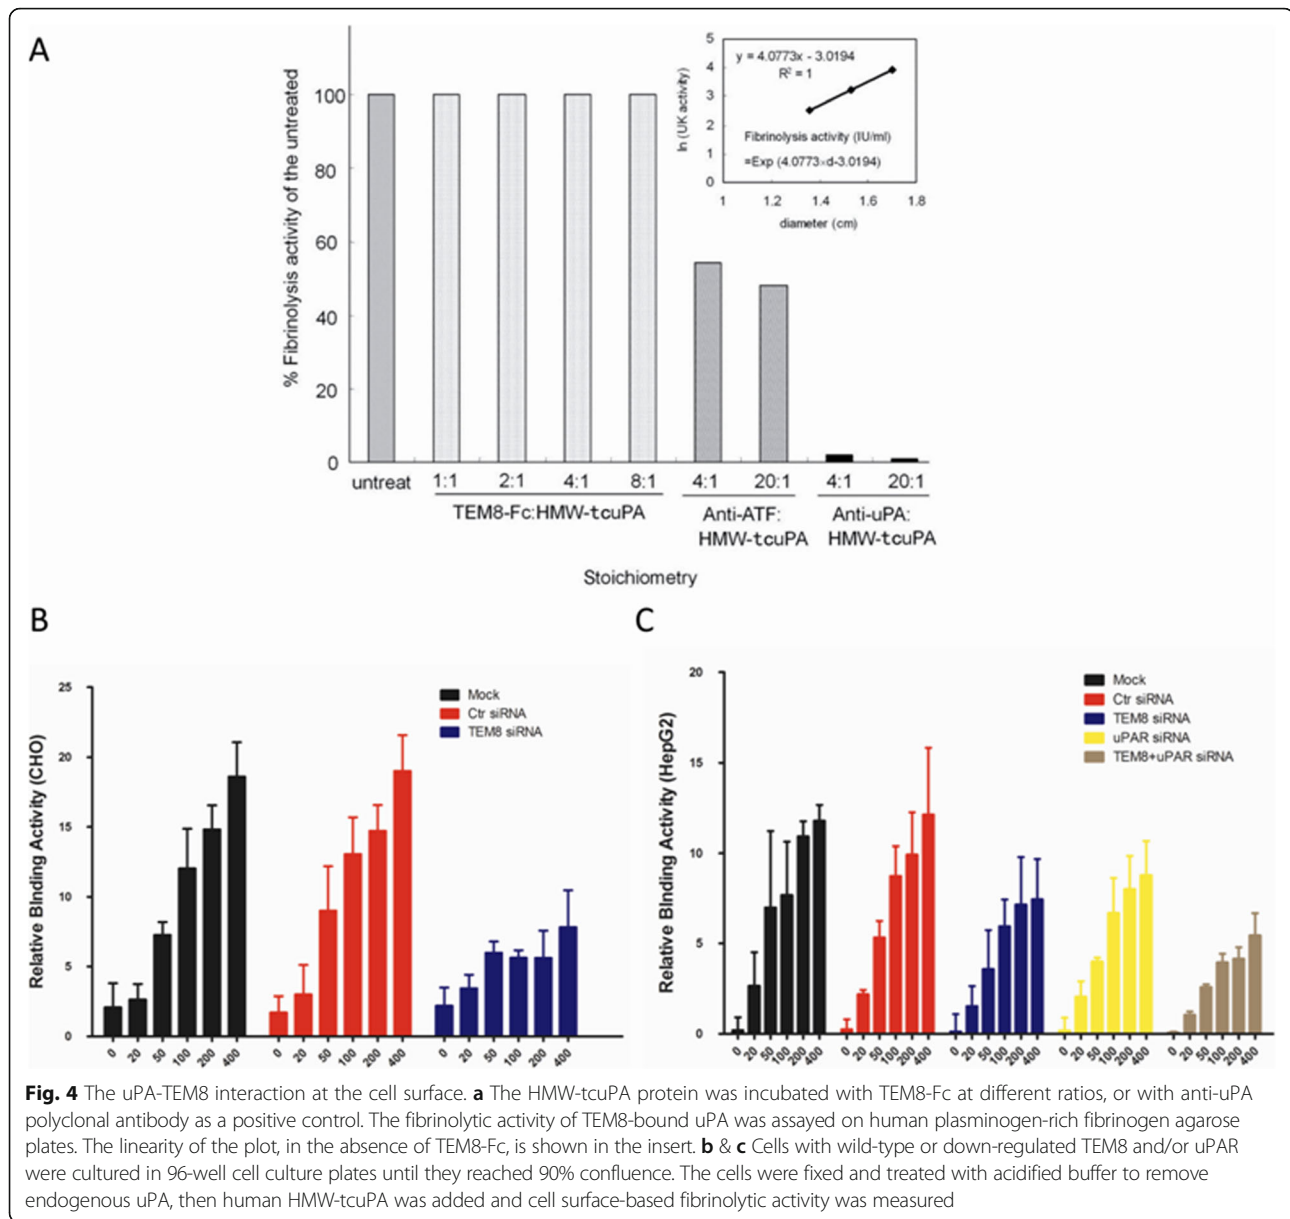 A
% Fibrinolysis activity of the untreated
100
80
60
40
20
0
untreat
1:1
2:1
4:1
8:1
4:1
20:1
4:1
20:1
TEM8-Fc:HMW-tcuPA
Anti-ATF:
HMW-tcuPA
Anti-uPA:
HMW-tcuPA
Stoichiometry
ln (UK activity)
5
4
3
2
1
0
y = 4.0773x - 3.0194
R² = 1
Fibrinolysis activity (IU/ml)
=Exp (4.0773×d-3.0194)
1
1.2
1.4
1.6
1.8
diameter (cm)
B
Relative BInding Activity (CHO)
25
20
15
10
5
0
Mock
Ctr siRNA
TEM8 siRNA
0 20 50 100 200 400
0 20 50 100 200 400
0 20 50 100 200 400
C
Relative BInding Activity (HepG2)
20
15
10
5
0
Mock
Ctr siRNA
TEM8 siRNA
uPAR siRNA
TEM8+uPAR siRNA
0 20 50 100 200 400
0 20 50 100 200 400
0 20 50 100 200 400
0 20 50 100 200 400
0 20 50 100 200 400
Fig. 4 The uPA-TEM8 interaction at the cell surface. a The HMW-tcuPA protein was incubated with TEM8-Fc at different ratios, or with anti-uPA
polyclonal antibody as a positive control. The fibrinolytic activity of TEM8-bound uPA was assayed on human plasminogen-rich fibrinogen agarose
plates. The linearity of the plot, in the absence of TEM8-Fc, is shown in the insert. b & c Cells with wild-type or down-regulated TEM8 and/or uPAR
were cultured in 96-well cell culture plates until they reached 90% confluence. The cells were fixed and treated with acidified buffer to remove
endogenous uPA, then human HMW-tcuPA was added and cell surface-based fibrinolytic activity was measured